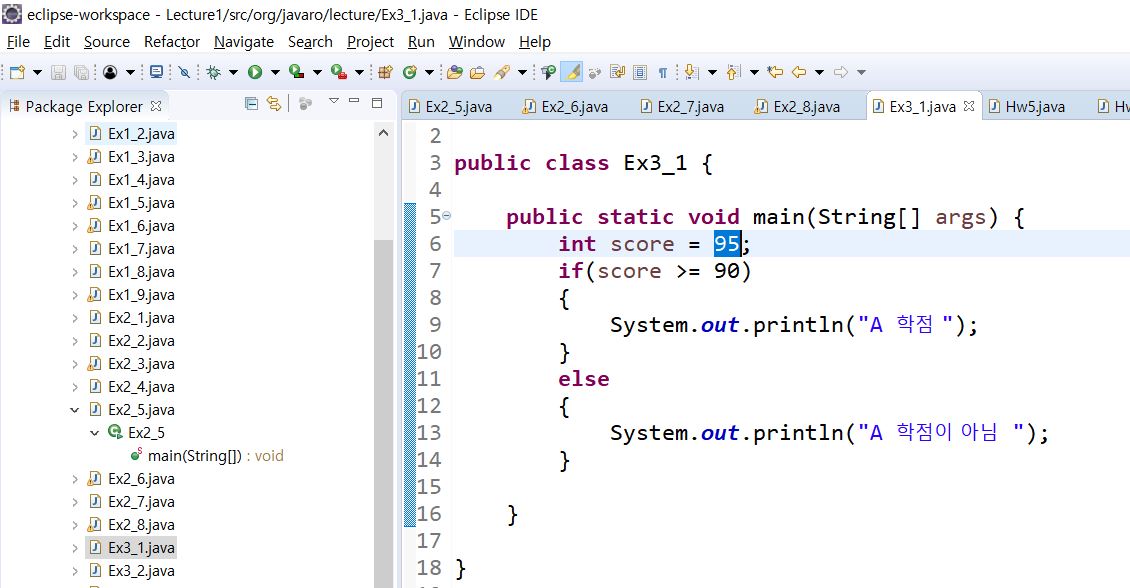 eclipse-workspace - Lecture1/src/org/javaro/lecture/Ex3_1.java - Eclipse IDE
File Edit Source Refactor Navigate Search Project Run Window Help
Package Explorer
Ex1_2.java
Ex1_3.java
Ex1_4.java
Ex1_5.java
Ex1_6.java
Ex1_7.java
Ex1_8.java
Ex1_9.java
Ex2_1.java
Ex2_2.java
Ex2_3.java
Ex2_4.java
Ex2_5.java
Ex2_5
main(String[]) : void
Ex2_6.java
Ex2_7.java
Ex2_8.java
Ex3_1.java
Ex3_2.java
Ex2_5.java Ex2_6.java Ex2_7.java Ex2_8.java Ex3_1.java Hw5.java
2
3 public class Ex3_1 {
4
5 public static void main(String[] args) {
6 int score = 95;
7 if(score >= 90)
8 {
9 System.out.println("A 학점 ");
10 }
11 else
12 {
13 System.out.println("A 학점이 아님 ");
14 }
15
16 }
17
18 }